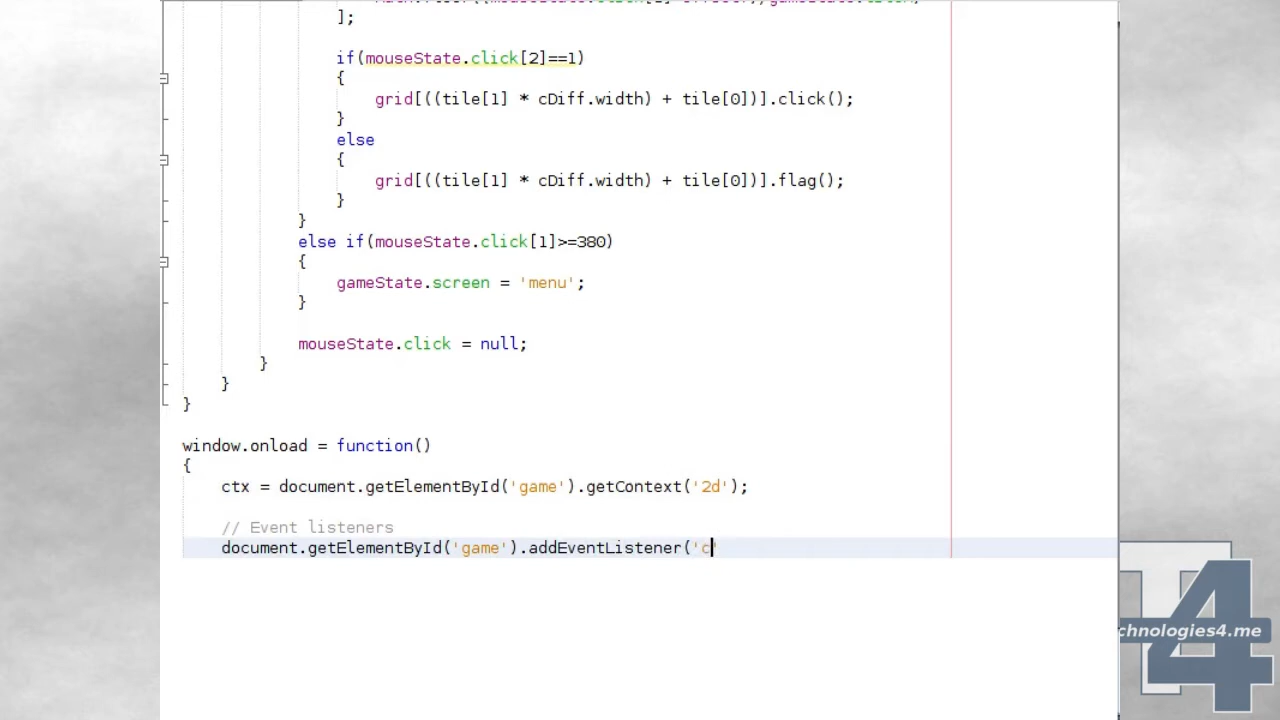 ];
if(mouseState.click[2]==1)
{
grid[((tile[1] * cDiff.width) + tile[0])].click();
}
else
{
grid[((tile[1] * cDiff.width) + tile[0])].flag();
}
}
else if(mouseState.click[1]>=380)
{
gameState.screen = 'menu';
}
mouseState.click = null;
}
}
}
window.onload = function()
{
ctx = document.getElementById('game').getContext('2d');
// Event listeners
document.getElementById('game').addEventListener('c'
T4
chnologies4.me